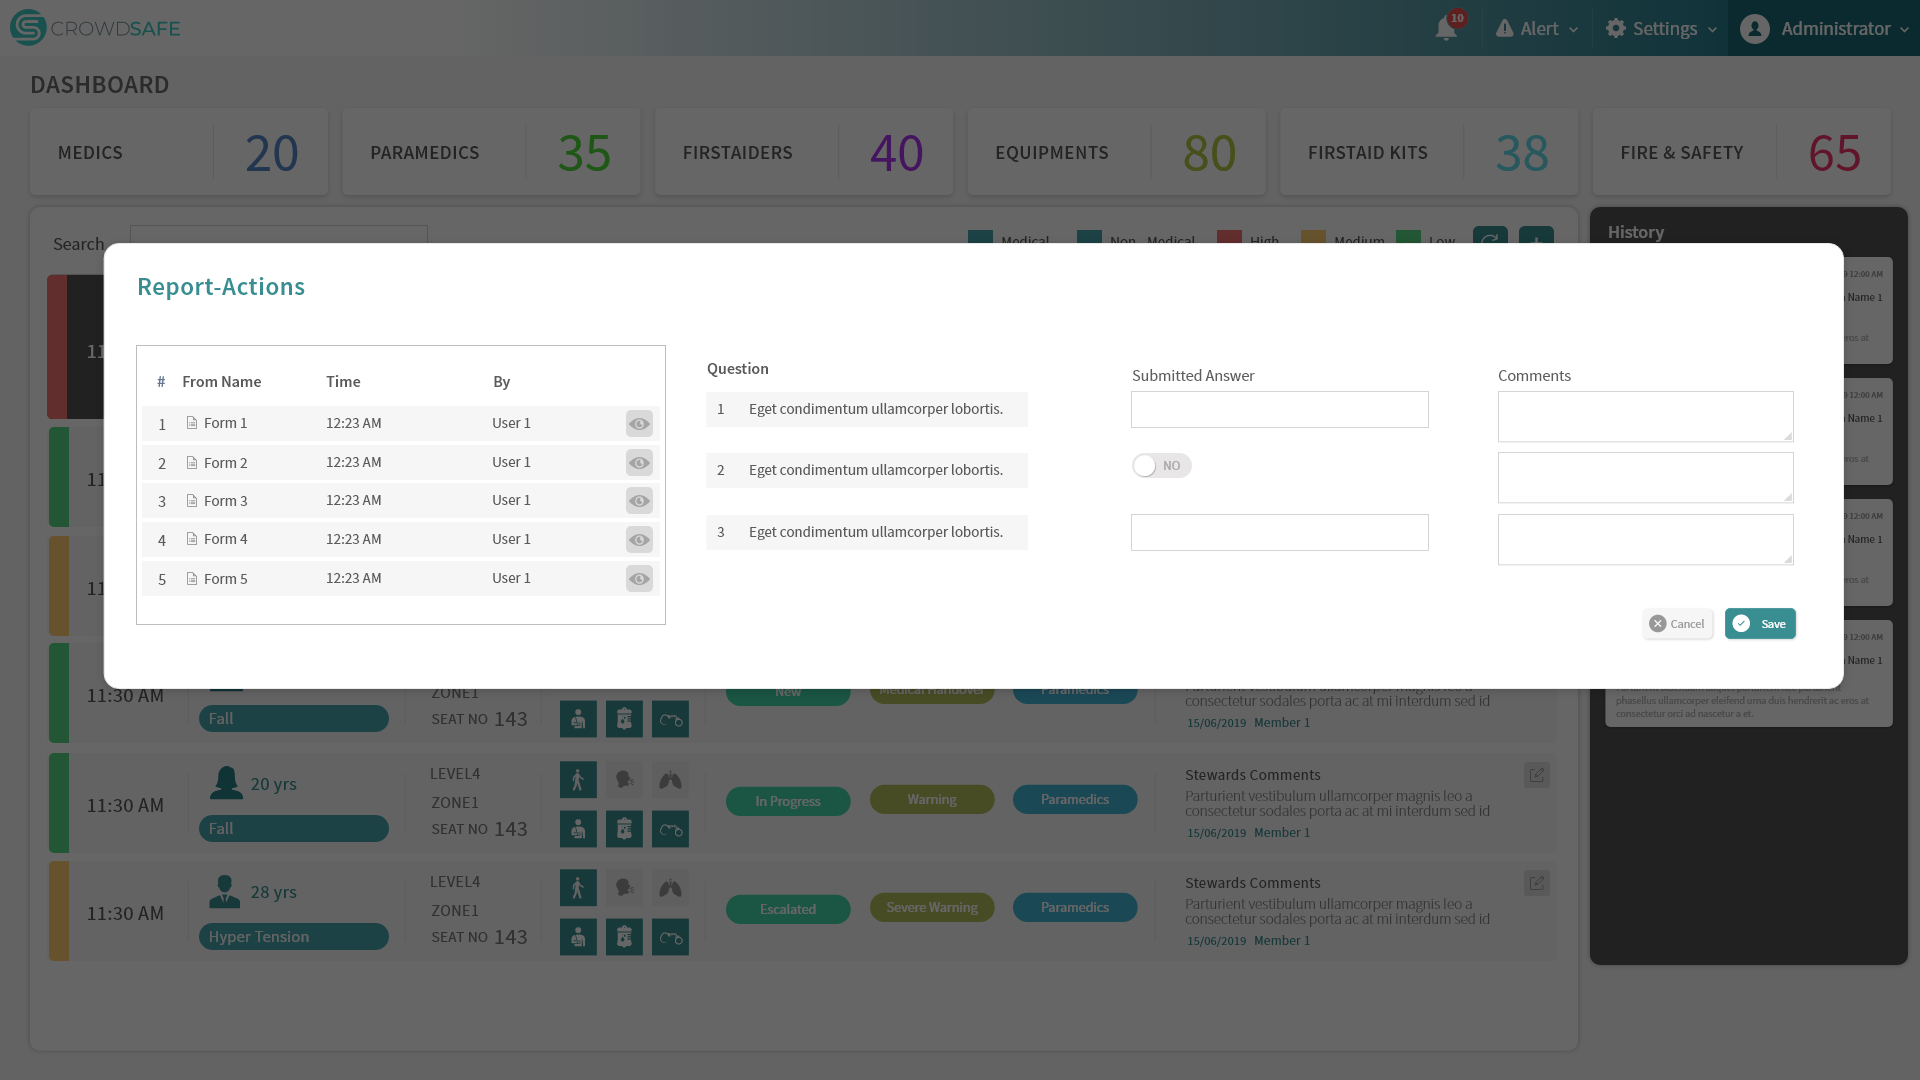 CROWDSAFE
10
Alert
Settings
Administrator
DASHBOARD
MEDICS 20
PARAMEDICS 35
FIRSTAIDERS 40
EQUIPMENTS 80
FIRSTAID KITS 38
FIRE & SAFETY 65
Search
Medical
Non - Medical
High
Medium
Low
History
Report-Actions
# From Name Time By
1 Form 1 12:23 AM User 1
2 Form 2 12:23 AM User 1
3 Form 3 12:23 AM User 1
4 Form 4 12:23 AM User 1
5 Form 5 12:23 AM User 1
Question
1 Eget condimentum ullamcorper lobortis.
2 Eget condimentum ullamcorper lobortis.
3 Eget condimentum ullamcorper lobortis.
Submitted Answer
NO
Comments
Cancel
Save
12:00 AM
Name 1
eros at
12:00 AM
Name 1
eros at
12:00 AM
Name 1
eros at
12:00 AM
Name 1
phasellus ullamcorper eleifend urna duis hendrerit ac eros at
consectetur orci ad nascetur a et.
11
11
11
11:30 AM
Fall
ZONE1
SEAT NO 143
New
Medical Handover
Paramedics
Parturient vestibulum ullamcorper magnis leo a
consectetur sodales porta ac at mi interdum sed id
15/06/2019 Member 1
11:30 AM
20 yrs
Fall
LEVEL4
ZONE1
SEAT NO 143
In Progress
Warning
Paramedics
Stewards Comments
Parturient vestibulum ullamcorper magnis leo a
consectetur sodales porta ac at mi interdum sed id
15/06/2019 Member 1
11:30 AM
28 yrs
Hyper Tension
LEVEL4
ZONE1
SEAT NO 143
Escalated
Severe Warning
Paramedics
Stewards Comments
Parturient vestibulum ullamcorper magnis leo a
consectetur sodales porta ac at mi interdum sed id
15/06/2019 Member 1